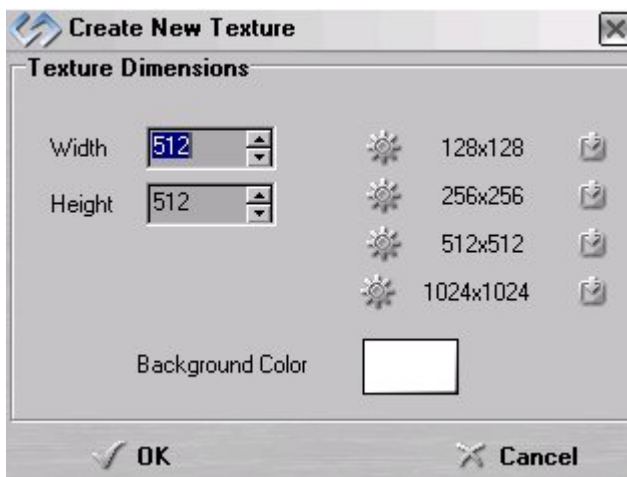 Create New Texture
Texture Dimensions
Width 512 128x128
Height 512 256x256
512x512
1024x1024
Background Color
OK Cancel